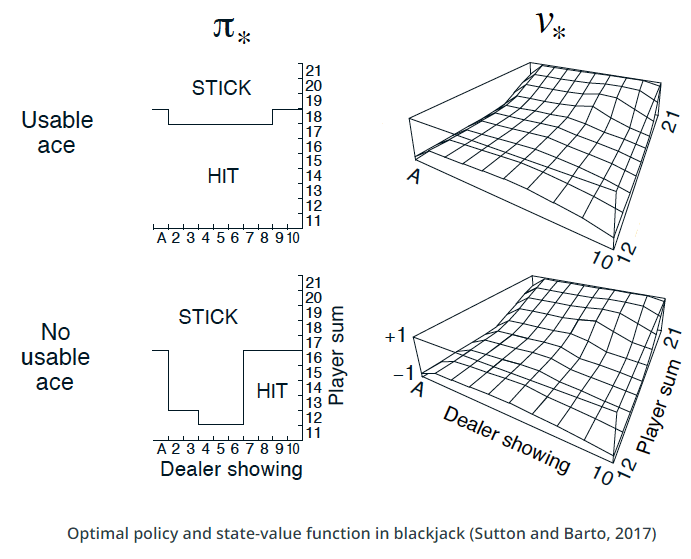 π*
v*
Usable
ace
STICK
HIT
21
20
19
18
17
16
15
14
13
12
11
A 2 3 4 5 6 7 8 9 10
A
10
12
21
No
usable
ace
STICK
HIT
21
20
19
18
17
16
15
14
13
12
11
Player sum
A 2 3 4 5 6 7 8 9 10
Dealer showing
+1
−1
A
Dealer showing
10
12
Player sum
21
Optimal policy and state-value function in blackjack (Sutton and Barto, 2017)